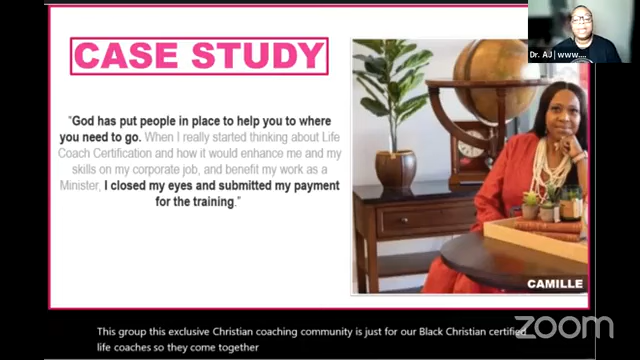 Dr. AJ | www....
CASE STUDY
"God has put people in place to help you to where
you need to go. When I really started thinking about Life
Coach Certification and how it would enhance me and my
skills on my corporate job, and benefit my work as a
Minister, I closed my eyes and submitted my payment
for the training."
CAMILLE
zoom
This group this exclusive Christian coaching community is just for our Black Christian certified
life coaches so they come together